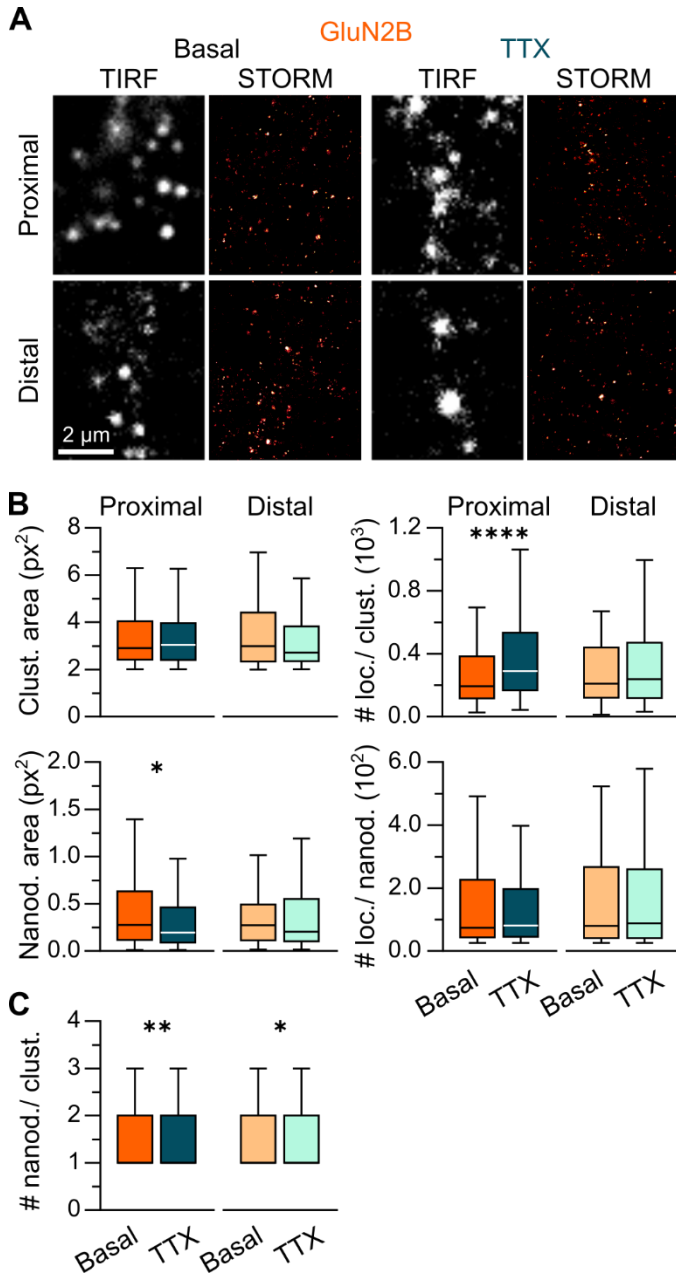 A
GluN2B
Basal TTX
TIRF STORM TIRF STORM
Proximal
Distal
2 µm
B
Proximal Distal Proximal Distal
Clust. area (px²)
8
6
4
2
0
# loc./ clust. (10³)
1.2
0.8
0.4
0.0
****
Nanod. area (px²)
2.0
1.5
1.0
0.5
0.0
*
# loc./ nanod. (10²)
6.0
4.0
2.0
0.0
Basal TTX Basal TTX
C
# nanod./ clust.
4
3
2
1
0
** *
Basal TTX Basal TTX